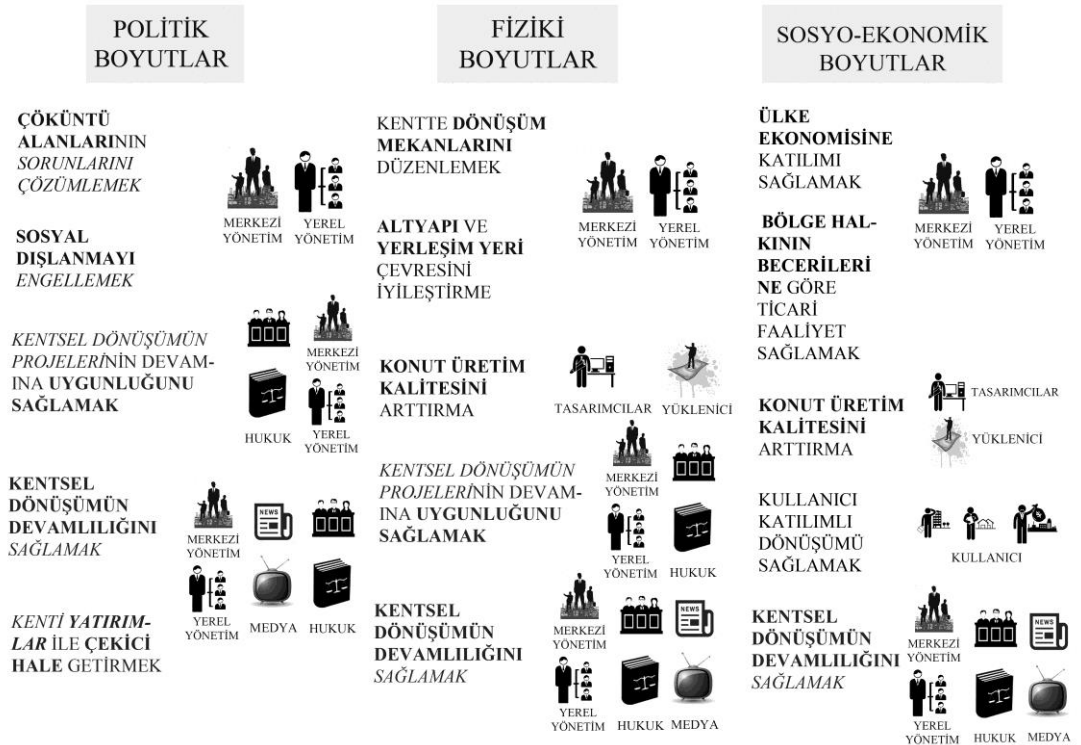 POLİTİK
BOYUTLAR
ÇÖKÜNTÜ
ALANLARININ
SORUNLARINI
ÇÖZÜMLEMEK
MERKEZİ
YÖNETİM
YEREL
YÖNETİM
SOSYAL
DIŞLANMAYI
ENGELLEMEK
KENTSEL DÖNÜŞÜMÜN
PROJELERİNİN DEVAM-
INA UYGUNLUĞUNU
SAĞLAMAK
MERKEZİ
YÖNETİM
HUKUK
YEREL
YÖNETİM
KENTSEL
DÖNÜŞÜMÜN
DEVAMLILIĞINI
SAĞLAMAK
MERKEZİ
YÖNETİM
NEWS
YEREL
YÖNETİM
MEDYA
HUKUK
KENTİ YATIRIM-
LAR İLE ÇEKİCİ
HALE GETİRMEK
FİZİKİ
BOYUTLAR
KENTTE DÖNÜŞÜM
MEKANLARINI
DÜZENLEMEK
MERKEZİ
YÖNETİM
YEREL
YÖNETİM
ALTYAPI VE
YERLEŞİM YERİ
ÇEVRESİNİ
İYİLEŞTİRME
KONUT ÜRETİM
KALİTESİNİ
ARTTIRMA
TASARIMCILAR
YÜKLENİCİ
KENTSEL DÖNÜŞÜMÜN
PROJELERİNİN DEVAM-
INA UYGUNLUĞUNU
SAĞLAMAK
MERKEZİ
YÖNETİM
YEREL
YÖNETİM
HUKUK
KENTSEL
DÖNÜŞÜMÜN
DEVAMLILIĞINI
SAĞLAMAK
MERKEZİ
YÖNETİM
NEWS
YEREL
YÖNETİM
HUKUK
MEDYA
SOSYO-EKONOMİK
BOYUTLAR
ÜLKE
EKONOMİSİNE
KATILIMI
SAĞLAMAK
MERKEZİ
YÖNETİM
YEREL
YÖNETİM
BÖLGE HAL-
KININ
BECERİLERİ
NE GÖRE
TİCARİ
FAALİYET
SAĞLAMAK
KONUT ÜRETİM
KALİTESİNİ
ARTTIRMA
TASARIMCILAR
YÜKLENİCİ
KULLANICI
KATILIMLI
DÖNÜŞÜMÜ
SAĞLAMAK
KULLANICI
KENTSEL
DÖNÜŞÜMÜN
DEVAMLILIĞINI
SAĞLAMAK
MERKEZİ
YÖNETİM
NEWS
YEREL
YÖNETİM
HUKUK
MEDYA